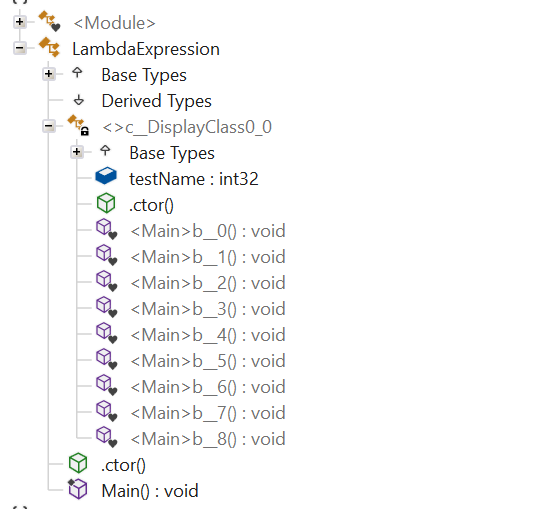 <Module>
LambdaExpression
Base Types
Derived Types
<>c__DisplayClass0_0
Base Types
testName : int32
.ctor()
<Main>b__0() : void
<Main>b__1() : void
<Main>b__2() : void
<Main>b__3() : void
<Main>b__4() : void
<Main>b__5() : void
<Main>b__6() : void
<Main>b__7() : void
<Main>b__8() : void
.ctor()
Main() : void